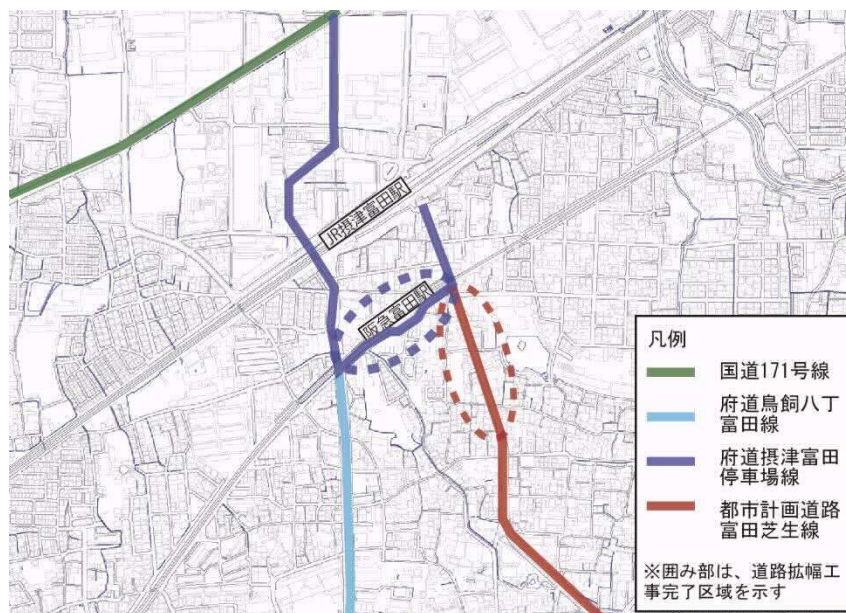 JR摂津富田駅
阪急富田駅
凡例
国道171号線
府道鳥飼八丁
富田線
府道摂津富田
停車場線
都市計画道路
富田芝生線
※囲み部は、道路拡幅工
事完了区域を示す